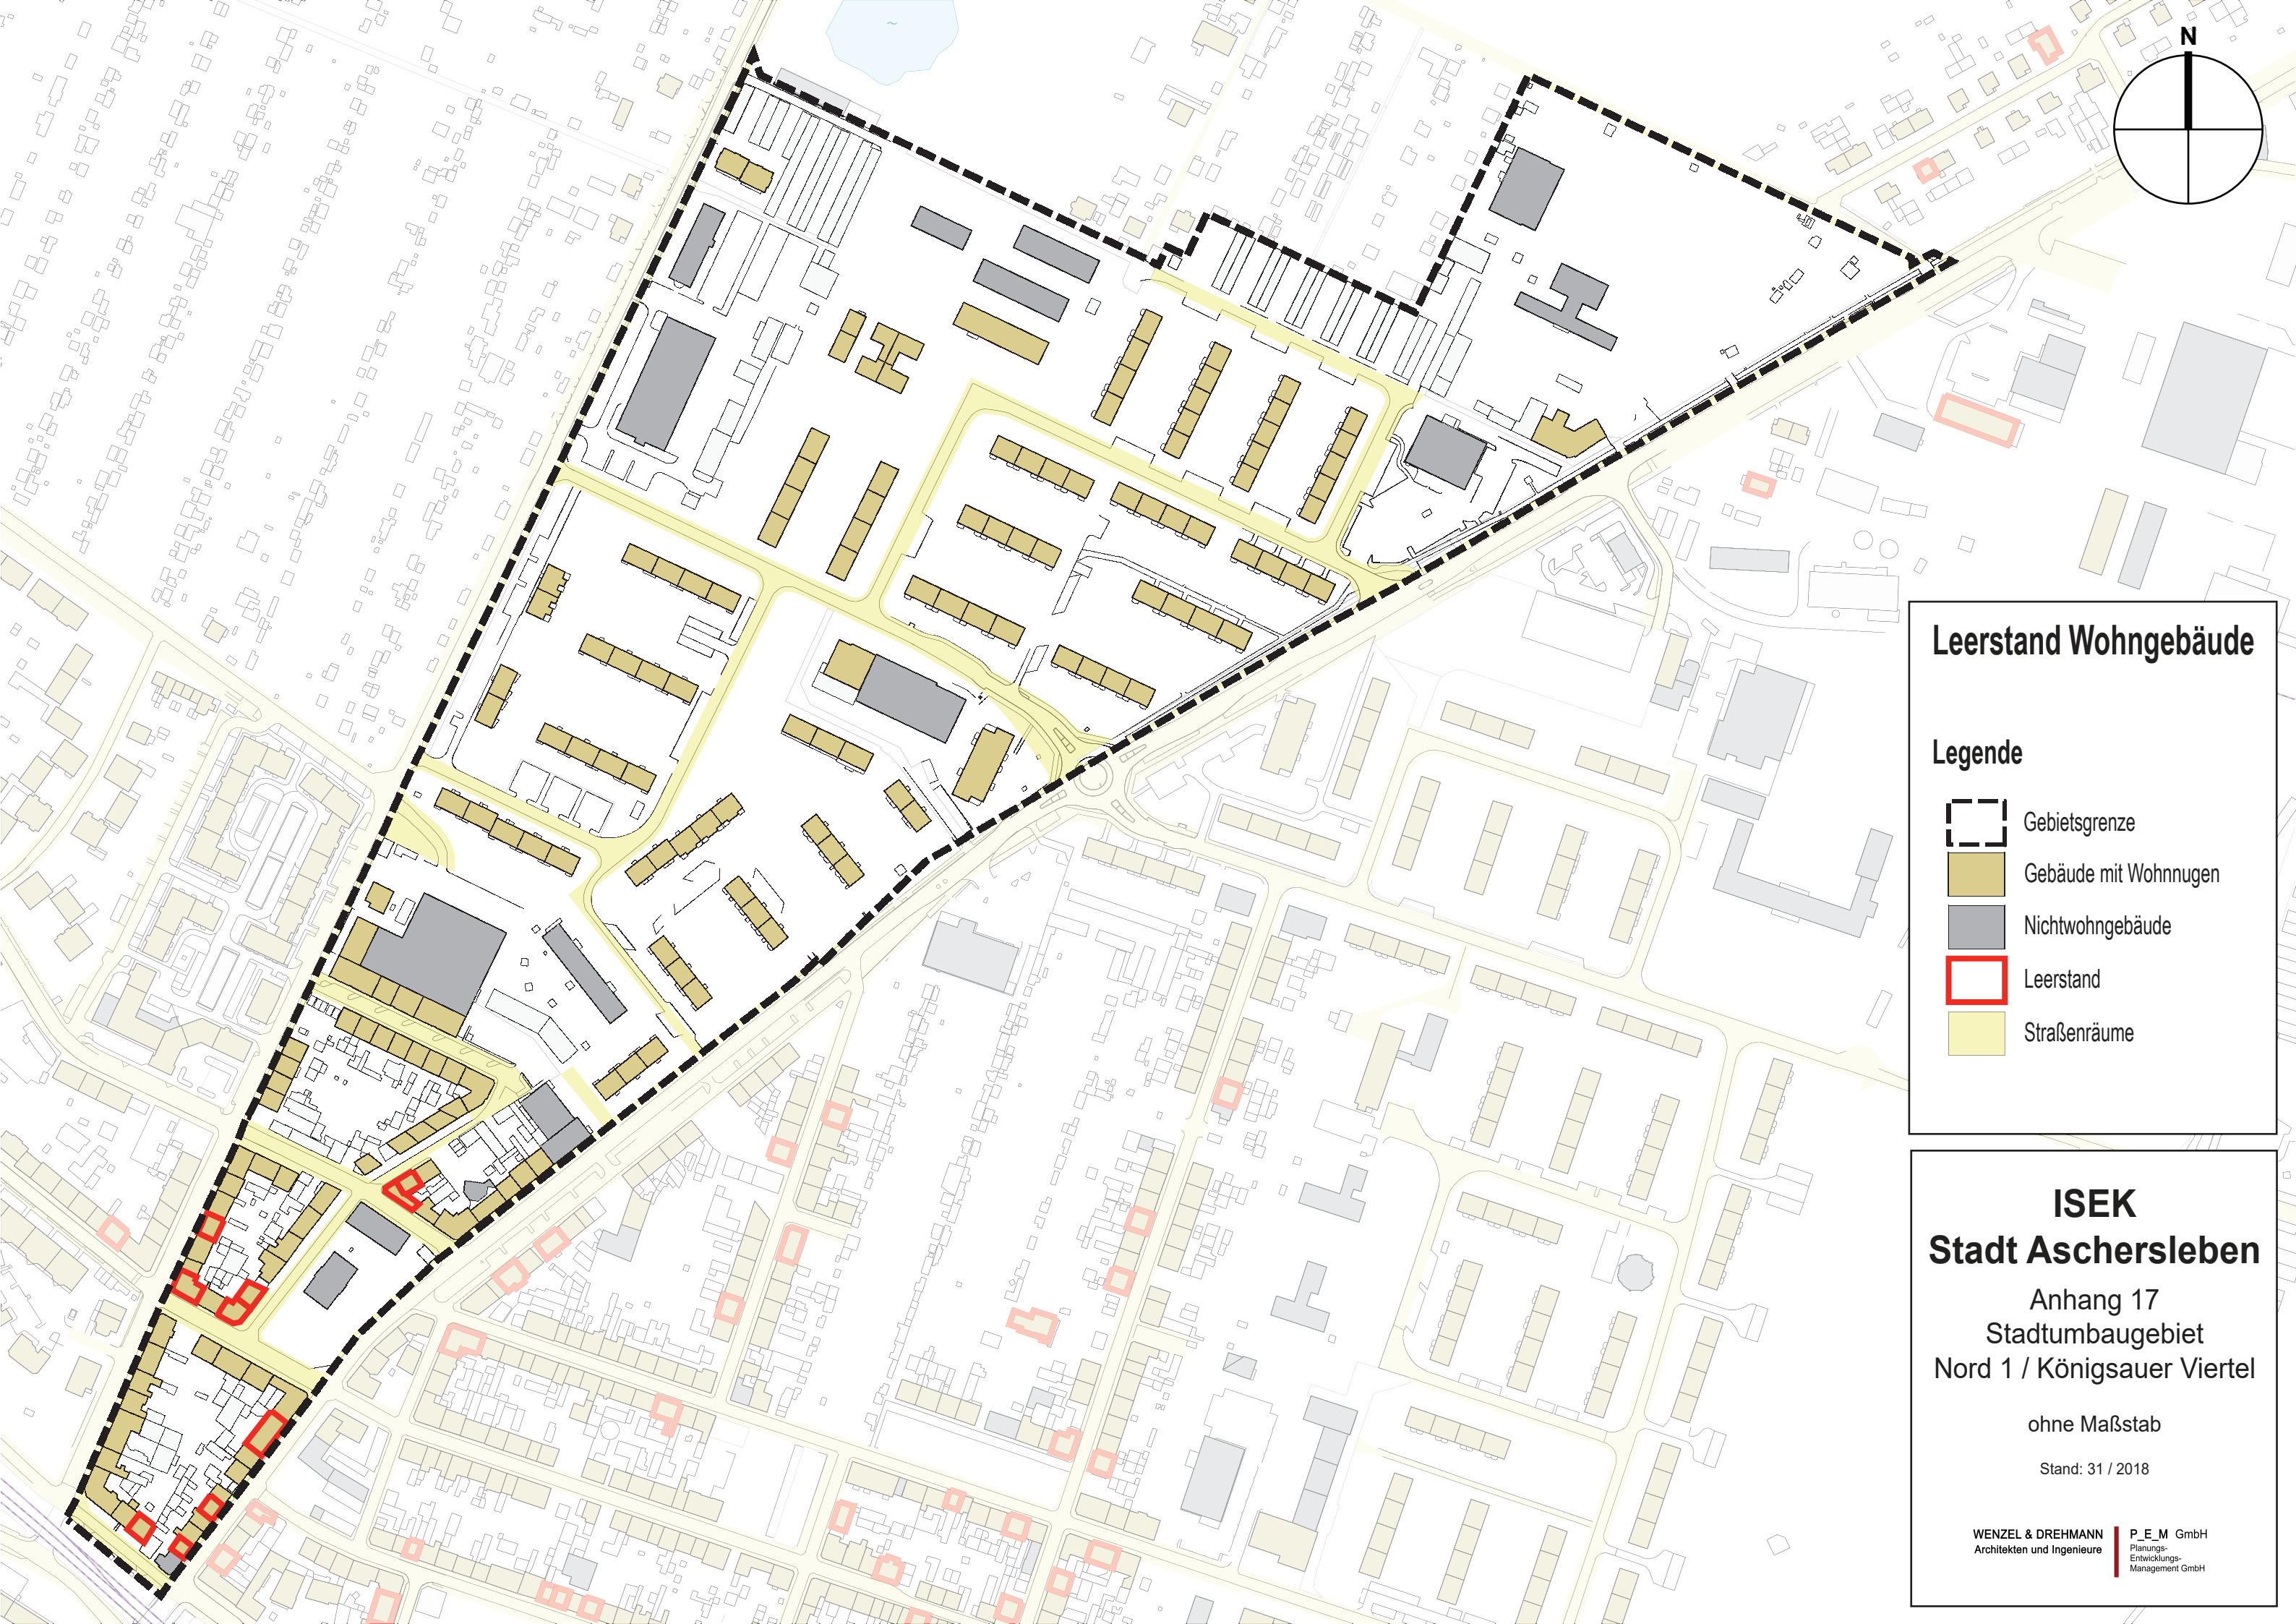 N
Leerstand Wohngebäude
Legende
Gebietsgrenze
Gebäude mit Wohnnugen
Nichtwohngebäude
Leerstand
Straßenräume
ISEK
Stadt Aschersleben
Anhang 17
Stadtumbaugebiet
Nord 1 / Königsauer Viertel
ohne Maßstab
Stand: 31 / 2018
WENZEL & DREHMANN
Architekten und Ingenieure
P_E_M GmbH
Planungs-
Entwicklungs-
Management GmbH